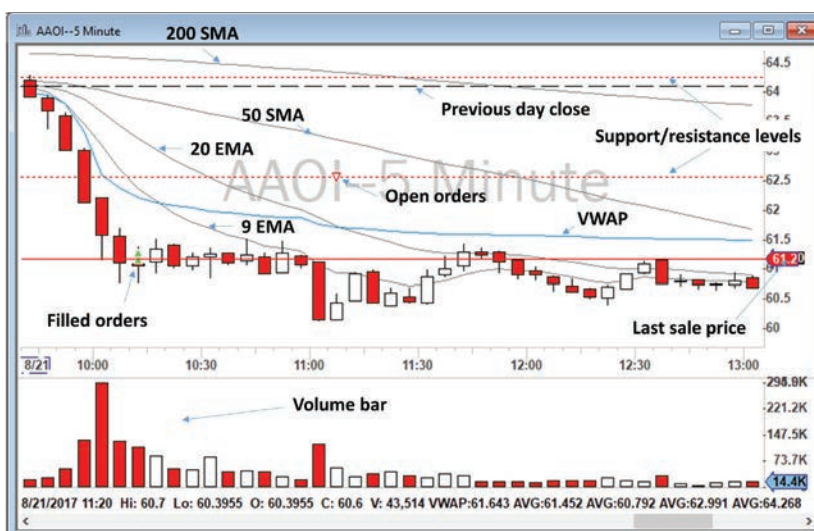 AAOI--5 Minute
200 SMA
64.5
64
Previous day close
50 SMA
Support/resistance levels
20 EMA
AAOI--5 Minute
62.5
Open orders
62
9 EMA
VWAP
61.5
61.20
Filled orders
60.5
Last sale price
60
8/21
10:00
10:30
11:00
11:30
12:00
12:30
13:00
Volume bar
221.2K
147.5K
73.7K
14.4K
8/21/2017 11:20 Hi: 60.7 Lo: 60.3955 O: 60.3955 C: 60.6 V: 43,514 VWAP:61.643 AVG:61.452 AVG:60.792 AVG:62.991 AVG:64.268